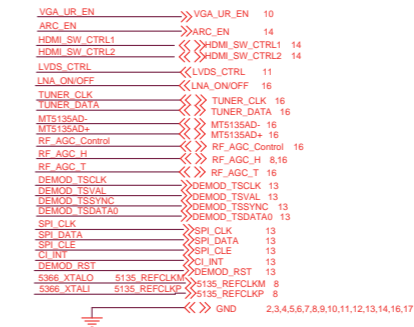 VGA_UR_EN VGA_UR_EN 10
ARC_EN ARC_EN 14
HDMI_SW_CTRL1 HDMI_SW_CTRL1 14
HDMI_SW_CTRL2 HDMI_SW_CTRL2 14
LVDS_CTRL LVDS_CTRL 11
LNA_ON/OFF LNA_ON/OFF 16
TUNER_CLK TUNER_CLK 16
TUNER_DATA TUNER_DATA 16
MT5135AD- MT5135AD- 16
MT5135AD+ MT5135AD+ 16
RF_AGC_Control RF_AGC_Control 16
RF_AGC_H RF_AGC_H 8,16
RF_AGC_T RF_AGC_T 16
DEMOD_TSCLK DEMOD_TSCLK 13
DEMOD_TSVAL DEMOD_TSVAL 13
DEMOD_TSSYNC DEMOD_TSSYNC 13
DEMOD_TSDATA0 DEMOD_TSDATA0 13
SPI_CLK SPI_CLK 13
SPI_DATA SPI_DATA 13
SPI_CLE SPI_CLE 13
CI_INT CI_INT 13
DEMOD_RST DEMOD_RST 13
5366_XTALO 5135_REFCLKM 5135_REFCLKM 8
5366_XTALI 5135_REFCLKP 5135_REFCLKP 8
GND 2,3,4,5,6,7,8,9,10,11,12,13,14,16,17